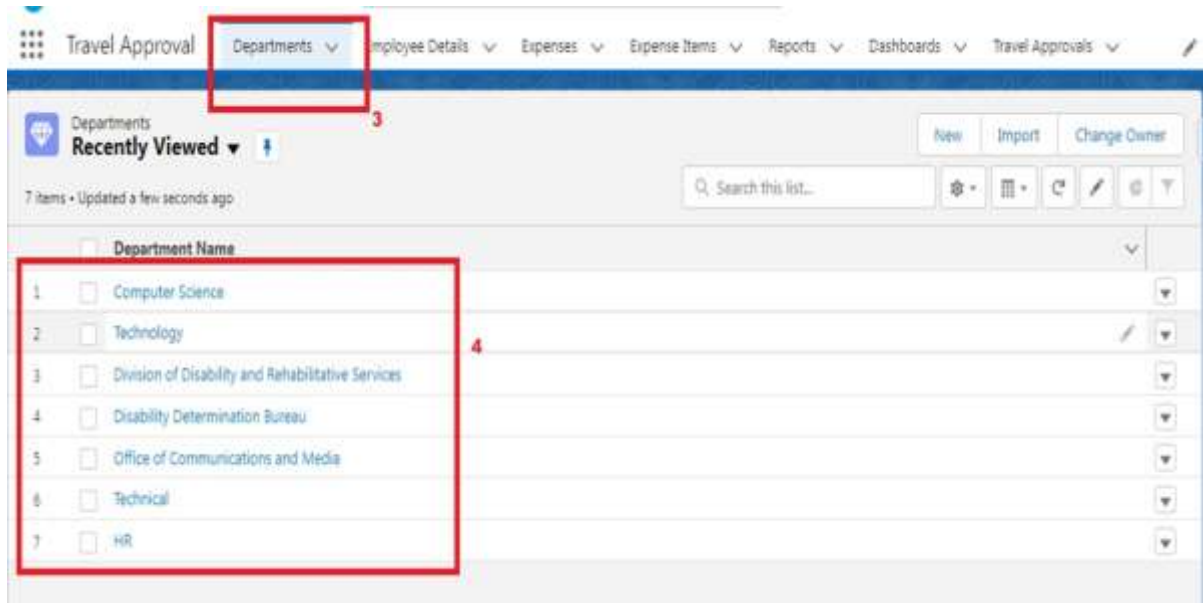 Travel Approval Departments mployee Details Expenses Expense Items Reports Dashboards Travel Approvals
3
Departments
Recently Viewed
New Import Change Owner
7 items • Updated a few seconds ago
Search this list...
Department Name
1 Computer Science
2 Technology
4
3 Division of Disability and Rehabilitative Services
4 Disability Determination Bureau
5 Office of Communications and Media
6 Technical
7 HR